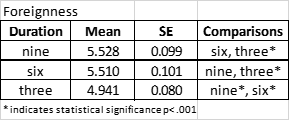 Foreignness
Duration Mean SE Comparisons
nine 5.528 0.099 six, three*
six 5.510 0.101 nine, three*
three 4.941 0.080 nine*, six*
* indicates statistical significance p< .001